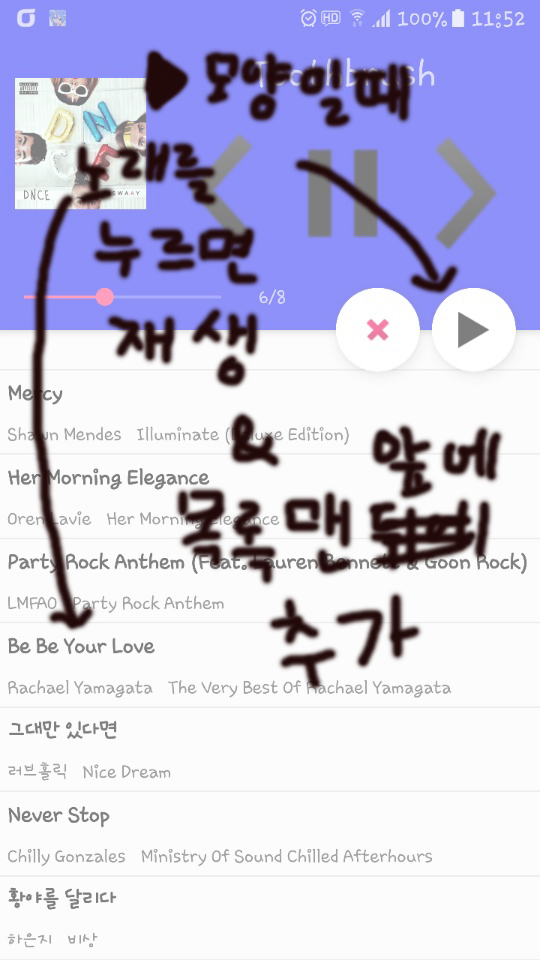 HD 100% 11:52
▶ 모양일때
Toothbrush
DNCE SWAAY
노래를
누르면
6/8
재생
Mercy
Shawn Mendes Illuminate (Deluxe Edition)
&
앞에
Her Morning Elegance
Oren Lavie Her Morning Elegance
목록 맨
Party Rock Anthem (Feat. Lauren Bennett & Goon Rock)
LMFAO Party Rock Anthem
추가
Be Be Your Love
Rachael Yamagata The Very Best Of Rachael Yamagata
그대만 있다면
러브홀릭 Nice Dream
Never Stop
Chilly Gonzales Ministry Of Sound Chilled Afterhours
황야를 달리다
하은지 비상